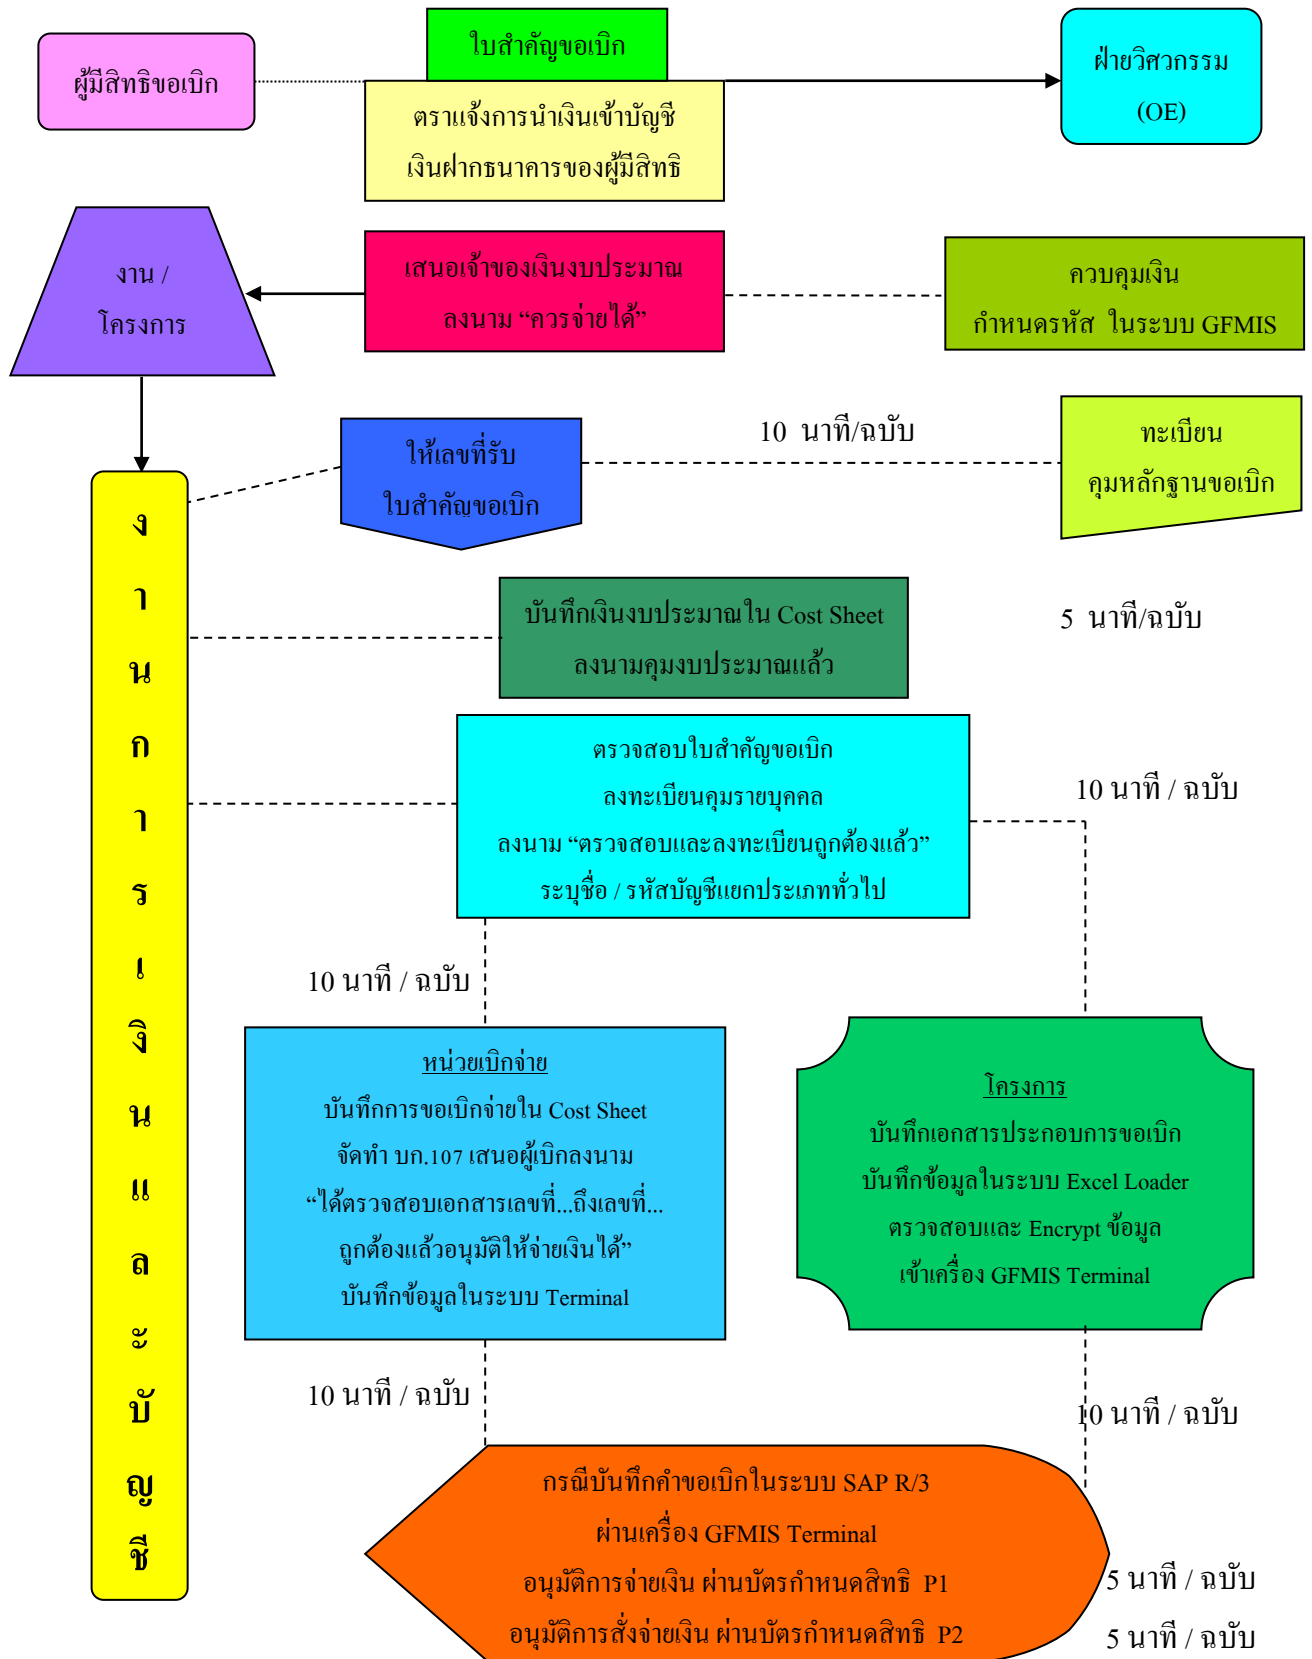 ผู้มีสิทธิขอเบิก
ใบสำคัญขอเบิก
ตราแจ้งการนำเงินเข้าบัญชี
เงินฝากธนาคารของผู้มีสิทธิ
ฝ่ายวิศวกรรม
(OE)
งาน /
โครงการ
เสนอเจ้าของเงินงบประมาณ
ลงนาม “ควรจ่ายได้”
ควบคุมเงิน
กำหนดรหัส ในระบบ GFMIS
ให้เลขที่รับ
ใบสำคัญขอเบิก
10 นาที/ฉบับ
ทะเบียน
คุมหลักฐานขอเบิก
งานการเงินและบัญชี
บันทึกเงินงบประมาณใน Cost Sheet
ลงนามคุมงบประมาณแล้ว
5 นาที/ฉบับ
ตรวจสอบใบสำคัญขอเบิก
ลงทะเบียนคุมรายบุคคล
ลงนาม “ตรวจสอบและลงทะเบียนถูกต้องแล้ว”
ระบุชื่อ / รหัสบัญชีแยกประเภททั่วไป
10 นาที / ฉบับ
10 นาที / ฉบับ
หน่วยเบิกจ่าย
บันทึกการขอเบิกจ่ายใน Cost Sheet
จัดทำ บก.107 เสนอผู้เบิกลงนาม
“ได้ตรวจสอบเอกสารเลขที่...ถึงเลขที่...
ถูกต้องแล้วอนุมัติให้จ่ายเงินได้”
บันทึกข้อมูลในระบบ Terminal
โครงการ
บันทึกเอกสารประกอบการขอเบิก
บันทึกข้อมูลในระบบ Excel Loader
ตรวจสอบและ Encrypt ข้อมูล
เข้าเครื่อง GFMIS Terminal
10 นาที / ฉบับ
10 นาที / ฉบับ
กรณีบันทึกคำขอเบิกในระบบ SAP R/3
ผ่านเครื่อง GFMIS Terminal
อนุมัติการจ่ายเงิน ผ่านบัตรกำหนดสิทธิ P1
อนุมัติการสั่งจ่ายเงิน ผ่านบัตรกำหนดสิทธิ P2
5 นาที / ฉบับ
5 นาที / ฉบับ